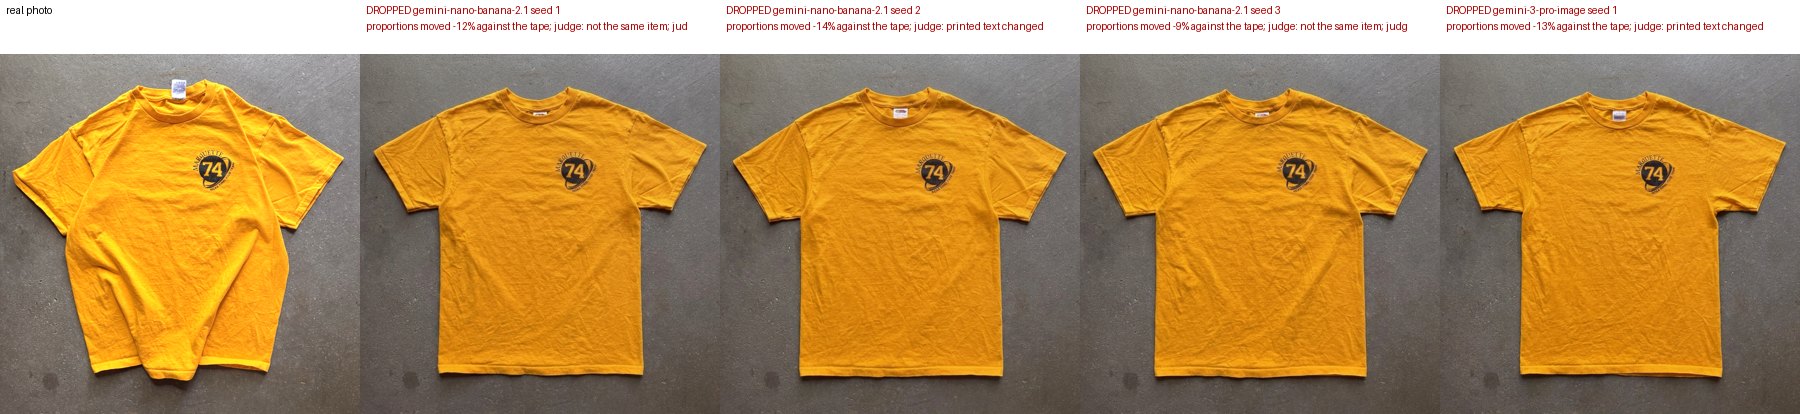 real photo
DROPPED gemini-nano-banana-2.1 seed 1
proportions moved -12% against the tape; judge: not the same item; jud
DROPPED gemini-nano-banana-2.1 seed 2
proportions moved -14% against the tape; judge: printed text changed
DROPPED gemini-nano-banana-2.1 seed 3
proportions moved -9% against the tape; judge: not the same item; judg
DROPPED gemini-3-pro-image seed 1
proportions moved -13% against the tape; judge: printed text changed
MARQUETTE
74
74
74
74
74